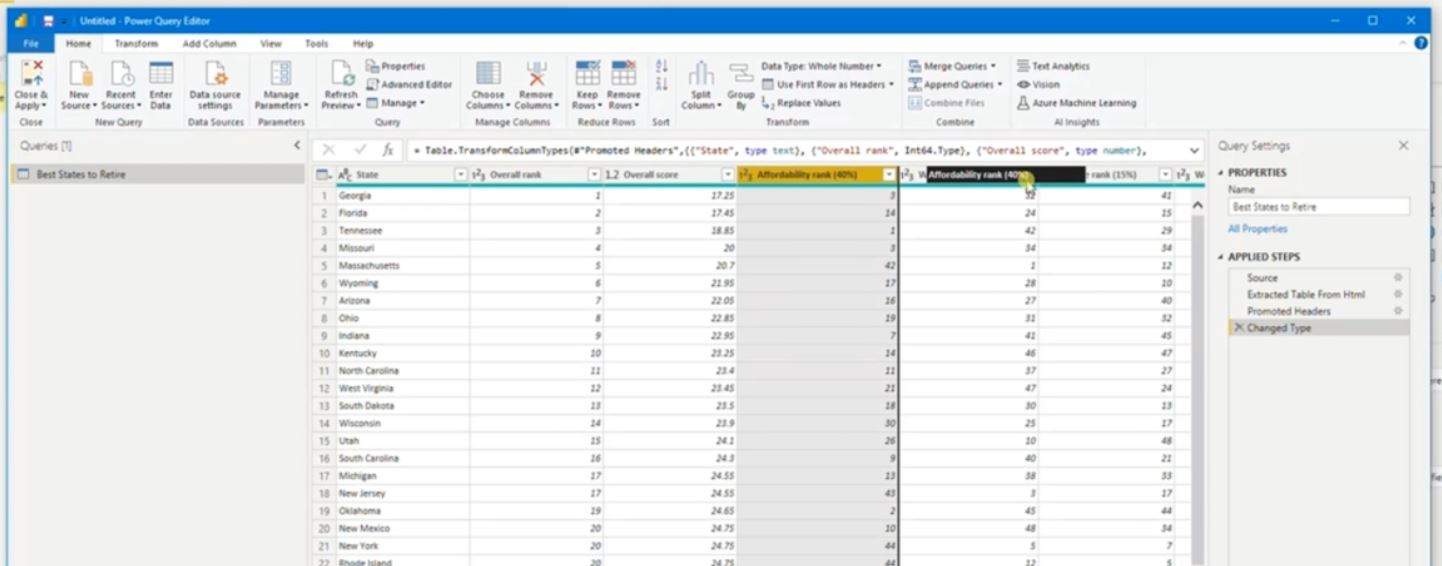 Untitled - Power Query Editor
File Home Transform Add Column View Tools Help
Close & Apply
New Source
Recent Sources
Enter Data
Data source settings
Manage Parameters
Refresh Preview
Properties
Advanced Editor
Manage
Choose Columns
Remove Columns
Keep Rows
Remove Rows
Split Column
Group By
Data Type: Whole Number
Use First Row as Headers
Replace Values
Merge Queries
Append Queries
Combine Files
Text Analytics
Vision
Azure Machine Learning
Close New Query Data Sources Parameters Query Manage Columns Reduce Rows Sort Transform Combine AI Insights
Queries [1]
Best States to Retire
= Table.TransformColumnTypes(#"Promoted Headers",{{"State", type text}, {"Overall rank", Int64.Type}, {"Overall score", type number},
State Overall rank Overall score Affordability rank (40%) W Affordability rank (40%) rank (15%)
1 Georgia 1 17.25 3 32 41
2 Florida 2 17.45 14 24 15
3 Tennessee 3 18.85 1 42 29
4 Missouri 4 20 3 34 34
5 Massachusetts 5 20.7 42 1 12
6 Wyoming 6 21.95 17 28 10
7 Arizona 7 22.05 16 27 40
8 Ohio 8 22.85 19 31 32
9 Indiana 9 22.95 7 41 45
10 Kentucky 10 23.25 14 46 47
11 North Carolina 11 23.4 11 37 27
12 West Virginia 12 23.45 21 47 24
13 South Dakota 13 23.5 18 30 13
14 Wisconsin 14 23.9 30 25 17
15 Utah 15 24.1 26 10 48
16 South Carolina 16 24.3 9 40 21
17 Michigan 17 24.55 13 38 33
18 New Jersey 17 24.55 43 3 17
19 Oklahoma 19 24.65 2 45 44
20 New Mexico 20 24.75 10 48 34
21 New York 20 24.75 44 5 7
22 Rhode Island 20 24.75 44 12 5
Query Settings
PROPERTIES
Name
Best States to Retire
All Properties
APPLIED STEPS
Source
Extracted Table From Html
Promoted Headers
Changed Type